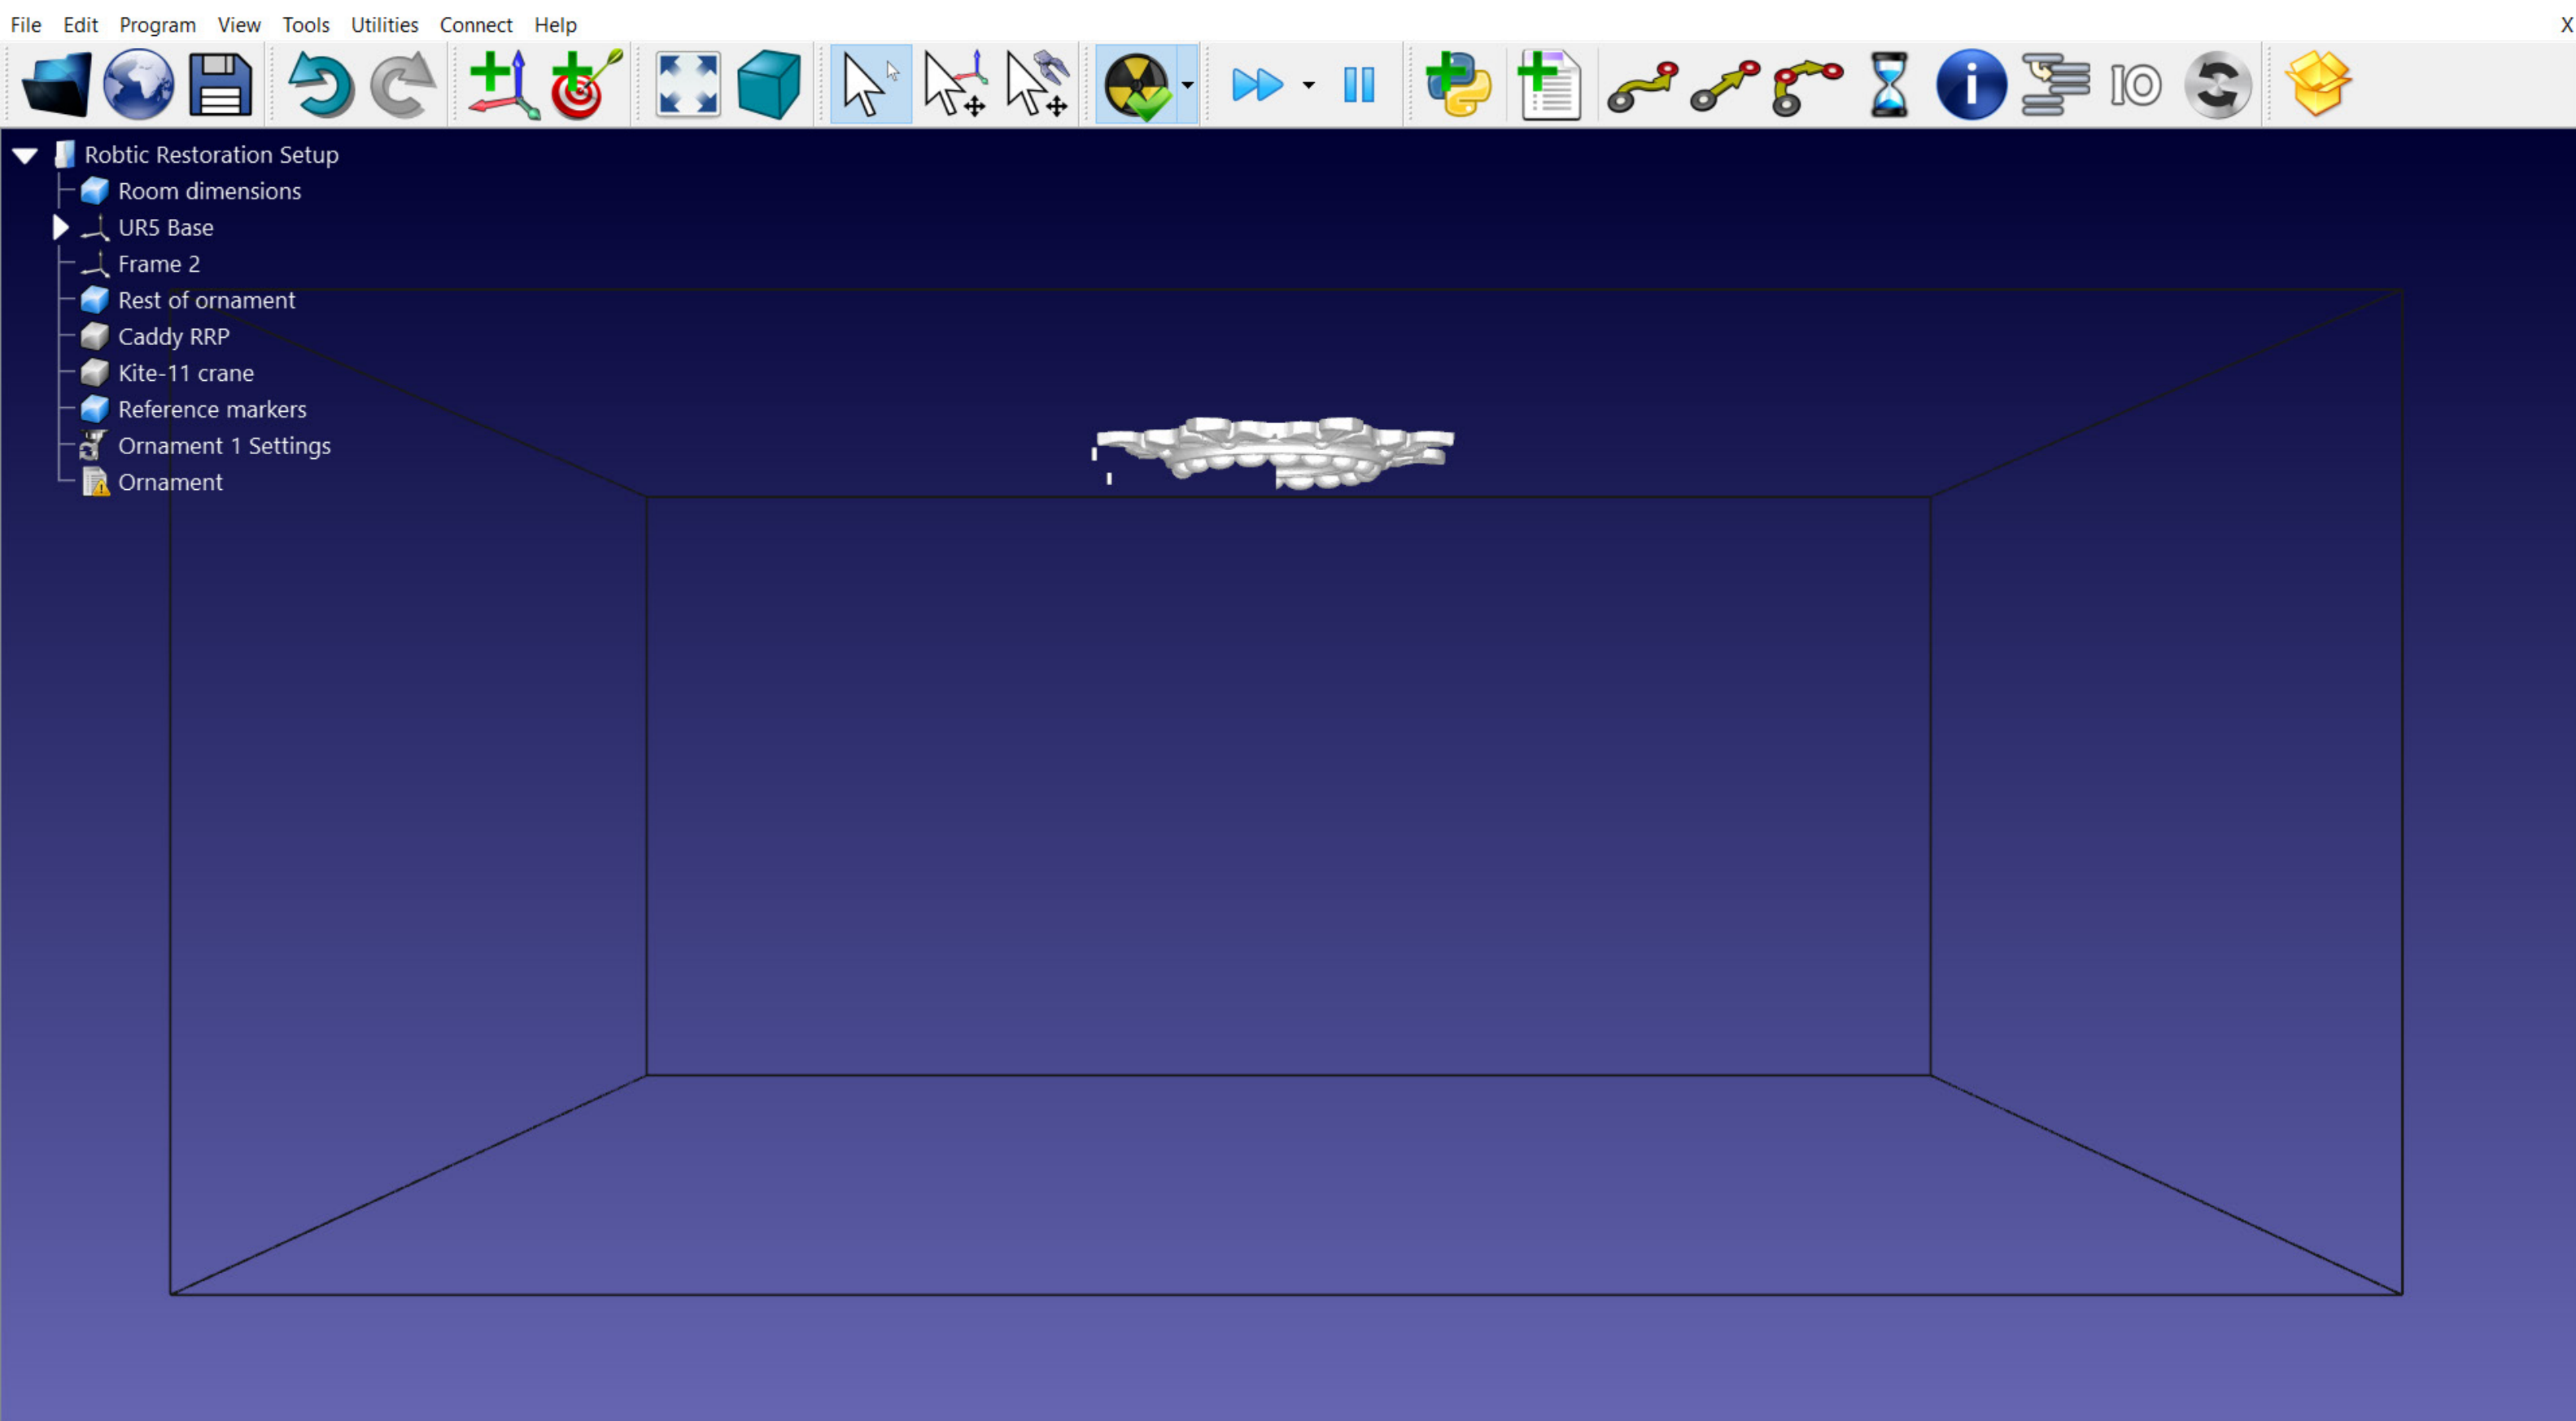 File Edit Program View Tools Utilities Connect Help X
IO
Robtic Restoration Setup
Room dimensions
UR5 Base
Frame 2
Rest of ornament
Caddy RRP
Kite-11 crane
Reference markers
Ornament 1 Settings
Ornament